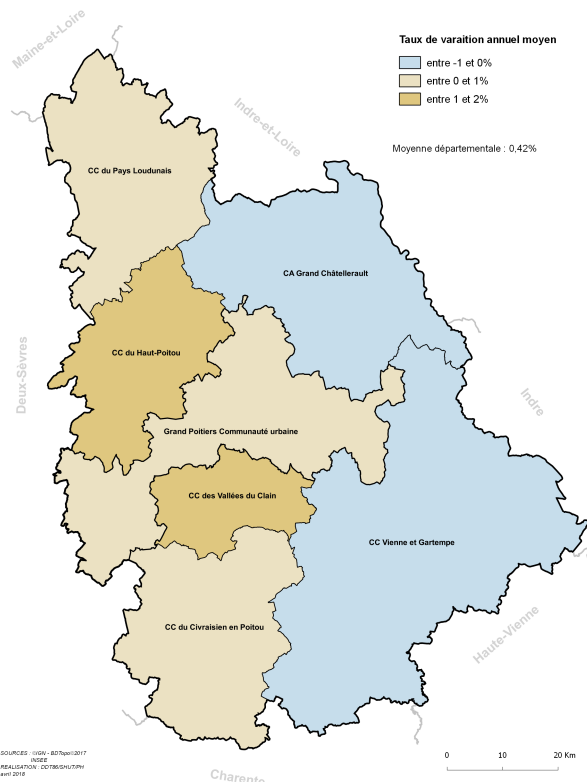 Maine-et-Loire
Taux de varaition annuel moyen
entre -1 et 0%
entre 0 et 1%
entre 1 et 2%
Indre-et-Loire
Moyenne départementale : 0,42%
CC du Pays Loudunais
CA Grand Châtellerault
CC du Haut-Poitou
Deux-Sèvres
Indre
Grand Poitiers Communauté urbaine
CC des Vallées du Clain
CC Vienne et Gartempe
CC du Civraisien en Poitou
Haute-Vienne
SOURCES : ©IGN - BDTopo©2017
INSEE
REALISATION : DDT86/SHUT/PH
avril 2018
0 10 20 Km
Charente